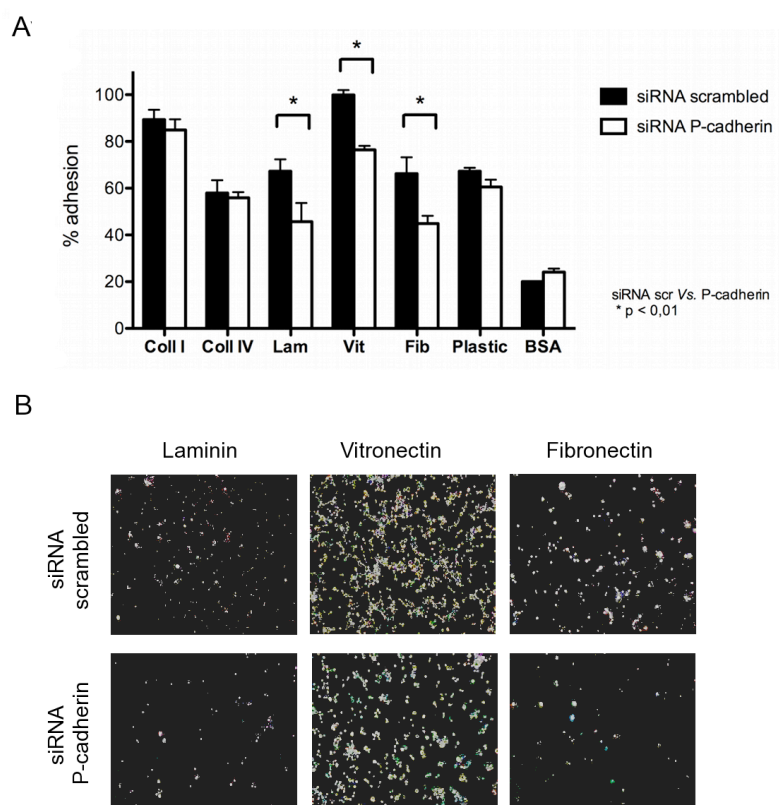 A
*
*
*
siRNA scrambled
siRNA P-cadherin
% adhesion
100
80
60
40
20
0
Coll I
Coll IV
Lam
Vit
Fib
Plastic
BSA
siRNA scr Vs. P-cadherin
* p < 0,01
B
Laminin
Vitronectin
Fibronectin
siRNA
scrambled
siRNA
P-cadherin